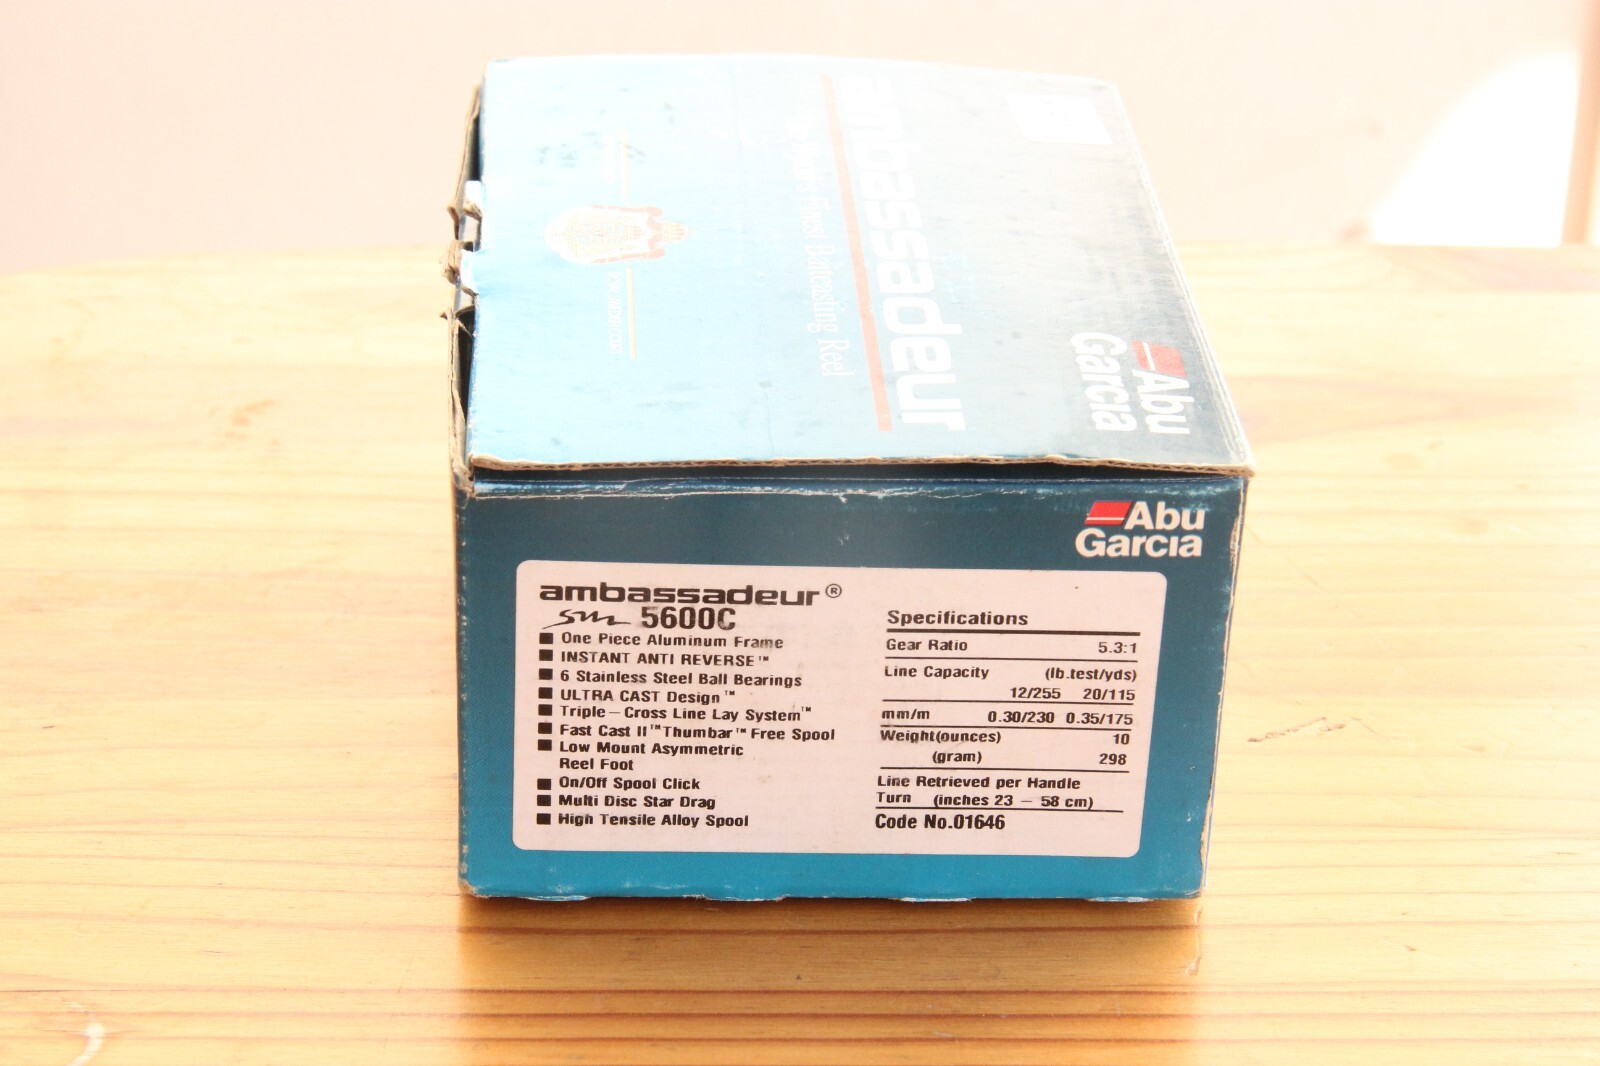 ambassadeur
Finest Baitcasting Reel
Abu
Garcia
Abu
Garcia
ambassadeur®
sm 5600C
■ One Piece Aluminum Frame
■ INSTANT ANTI REVERSE™
■ 6 Stainless Steel Ball Bearings
■ ULTRA CAST Design™
■ Triple–Cross Line Lay System™
■ Fast Cast II™ Thumbar™ Free Spool
■ Low Mount Asymmetric
Reel Foot
■ On/Off Spool Click
■ Multi Disc Star Drag
■ High Tensile Alloy Spool
Specifications
Gear Ratio 5.3:1
Line Capacity (lb.test/yds)
12/255 20/115
mm/m 0.30/230 0.35/175
Weight(ounces) 10
(gram) 298
Line Retrieved per Handle
Turn (inches 23 – 58 cm)
Code No.01646